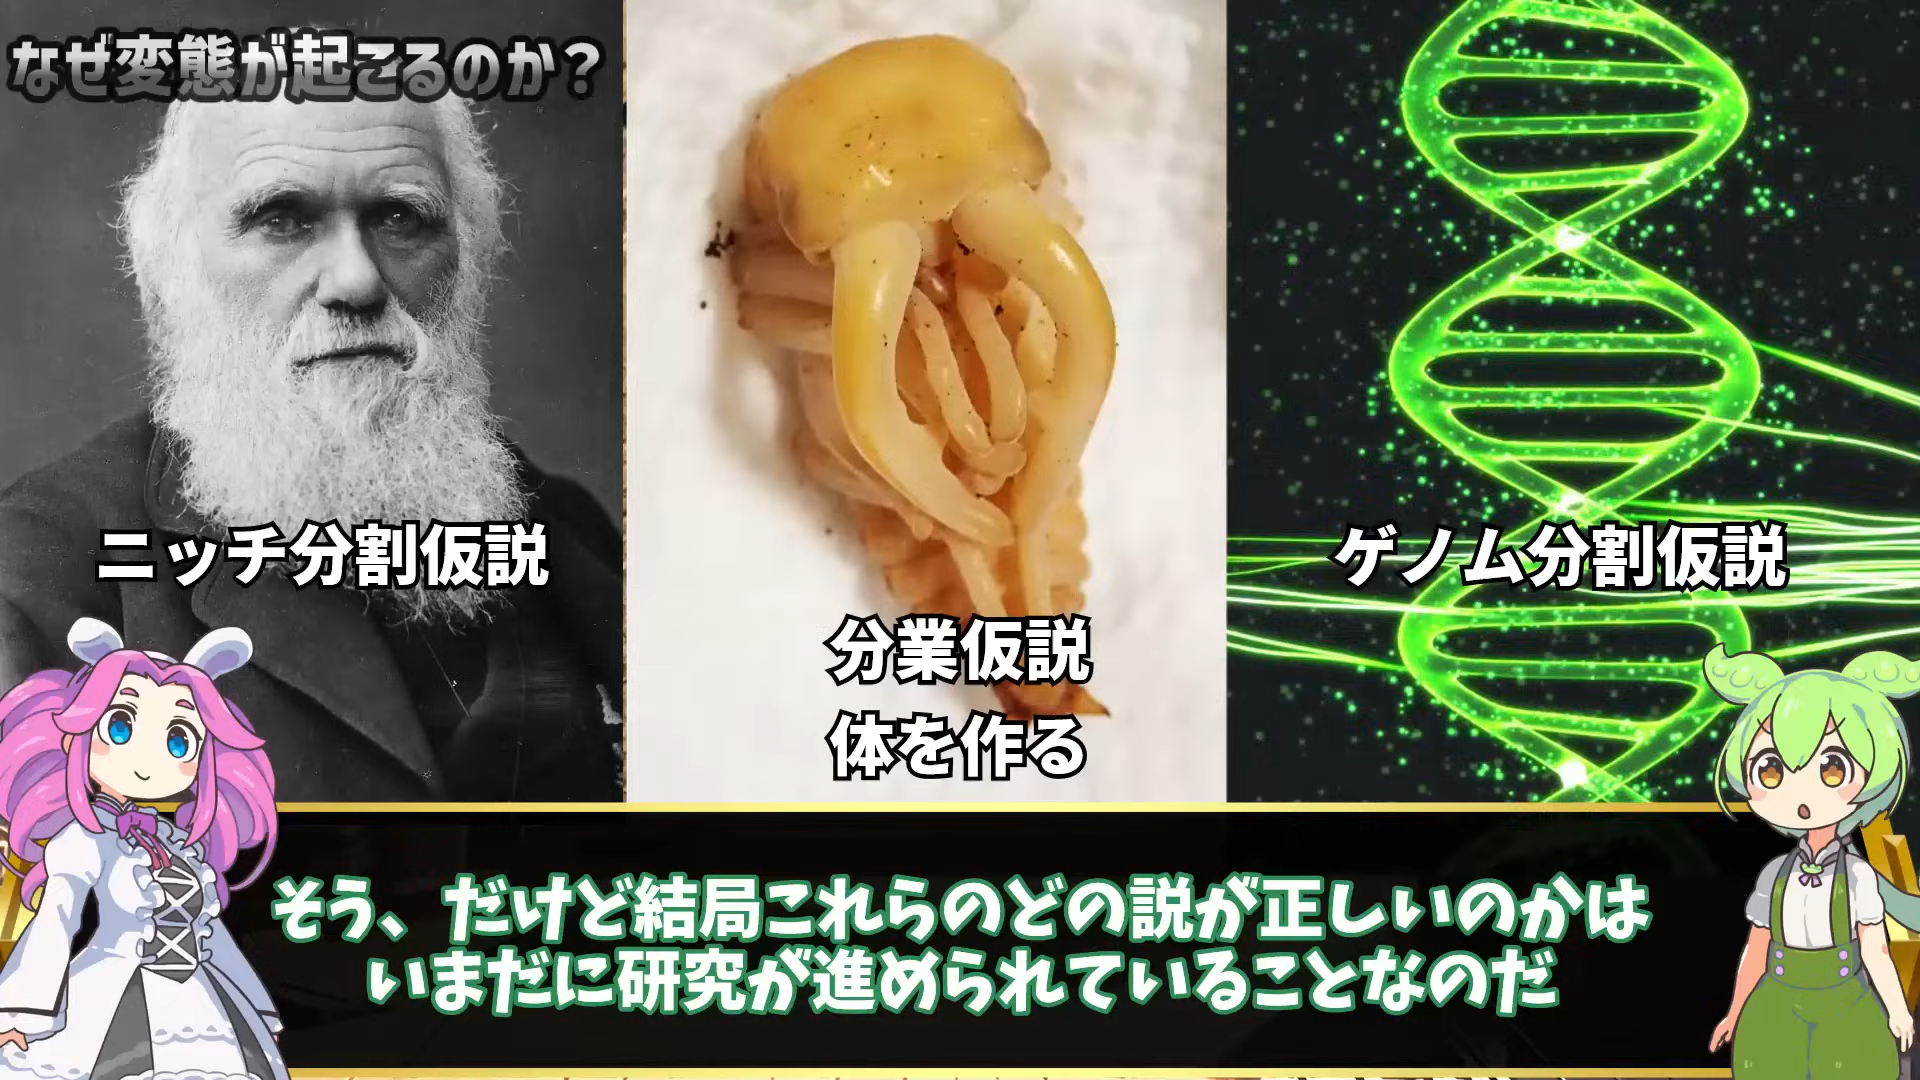 なぜ変態が起こるのか？
ニッチ分割仮説
分業仮説
体を作る
ゲノム分割仮説
そう、だけど結局これらのどの説が正しいのかは
いまだに研究が進められていることなのだ